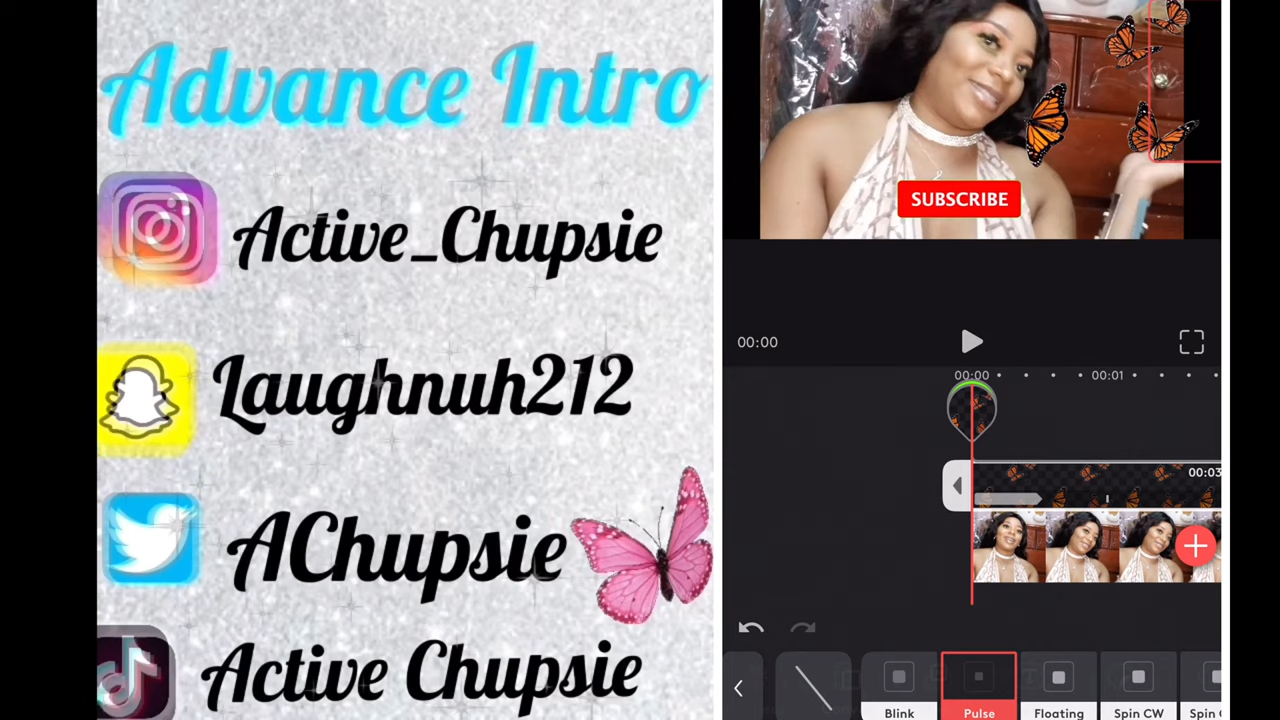 Advance Intro
Active_Chupsie
Laughnuh212
AChupsie
Active Chupsie
SUBSCRIBE
00:00
00:00
00:01
00:03
Blink
Pulse
Floating
Spin CW
Spin